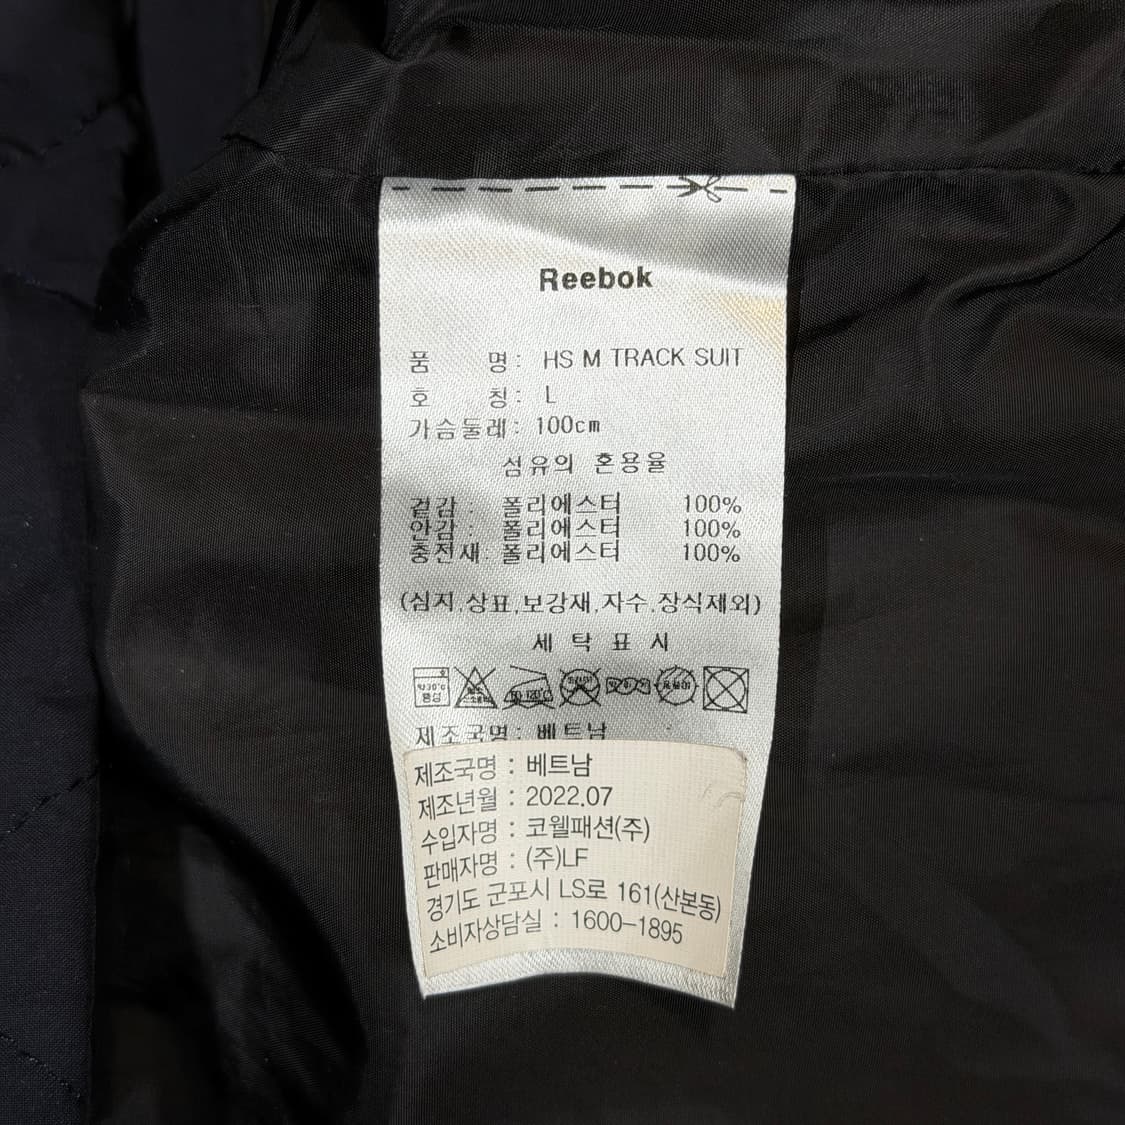 Reebok
품 명: HS M TRACK SUIT
호 칭: L
가슴둘레: 100cm
섬유의 혼용율
겉감: 폴리에스터 100%
안감: 폴리에스터 100%
충전재: 폴리에스터 100%
(심지,상표,보강재,자수,장식제외)
세 탁 표 시
제조국명: 베트남
제조국명 : 베트남
제조년월 : 2022.07
수입자명 : 코웰패션(주)
판매자명 : (주)LF
경기도 군포시 LS로 161(산본동)
소비자상담실 : 1600-1895